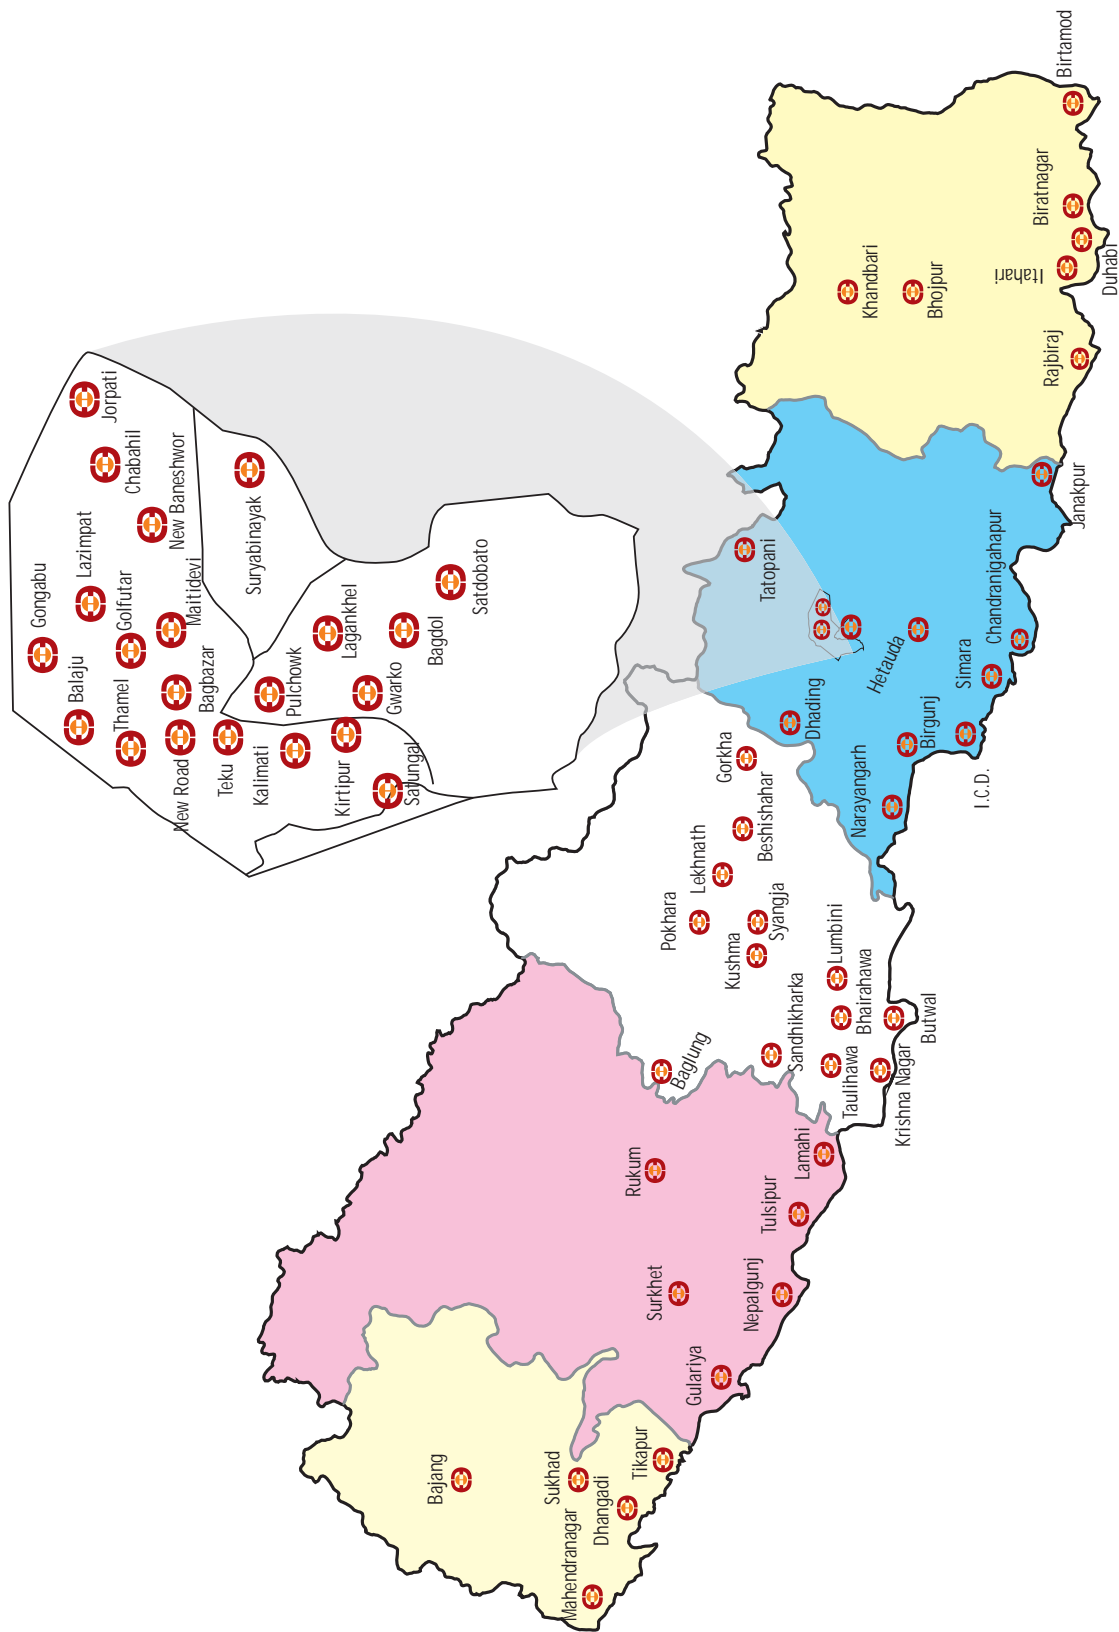 Gongabu
Balaju
Lazimpat
Jorpati
Chabahil
Thamel
Golfutar
New Baneshwor
Maitidevi
Bagbazar
New Road
Teku
Suryabinayak
Pulchowk
Kalimati
Lagankhel
Kirtipur
Gwarko
Bagdol
Satungal
Satdobato
Bajang
Sukhad
Mahendranagar
Dhangadi
Tikapur
Gulariya
Surkhet
Nepalgunj
Rukum
Tulsipur
Lamahi
Baglung
Sandhikharka
Taulihawa
Krishna Nagar
Bhairahawa
Butwal
Lumbini
Kushma
Pokhara
Syangja
Lekhnath
Beshishahar
Gorkha
Dhading
Tatopani
Narayangarh
Birgunj
Hetauda
I.C.D.
Simara
Chandranigahapur
Janakpur
Rajbiraj
Khandbari
Bhojpur
Itahari
Duhabi
Biratnagar
Birtamod